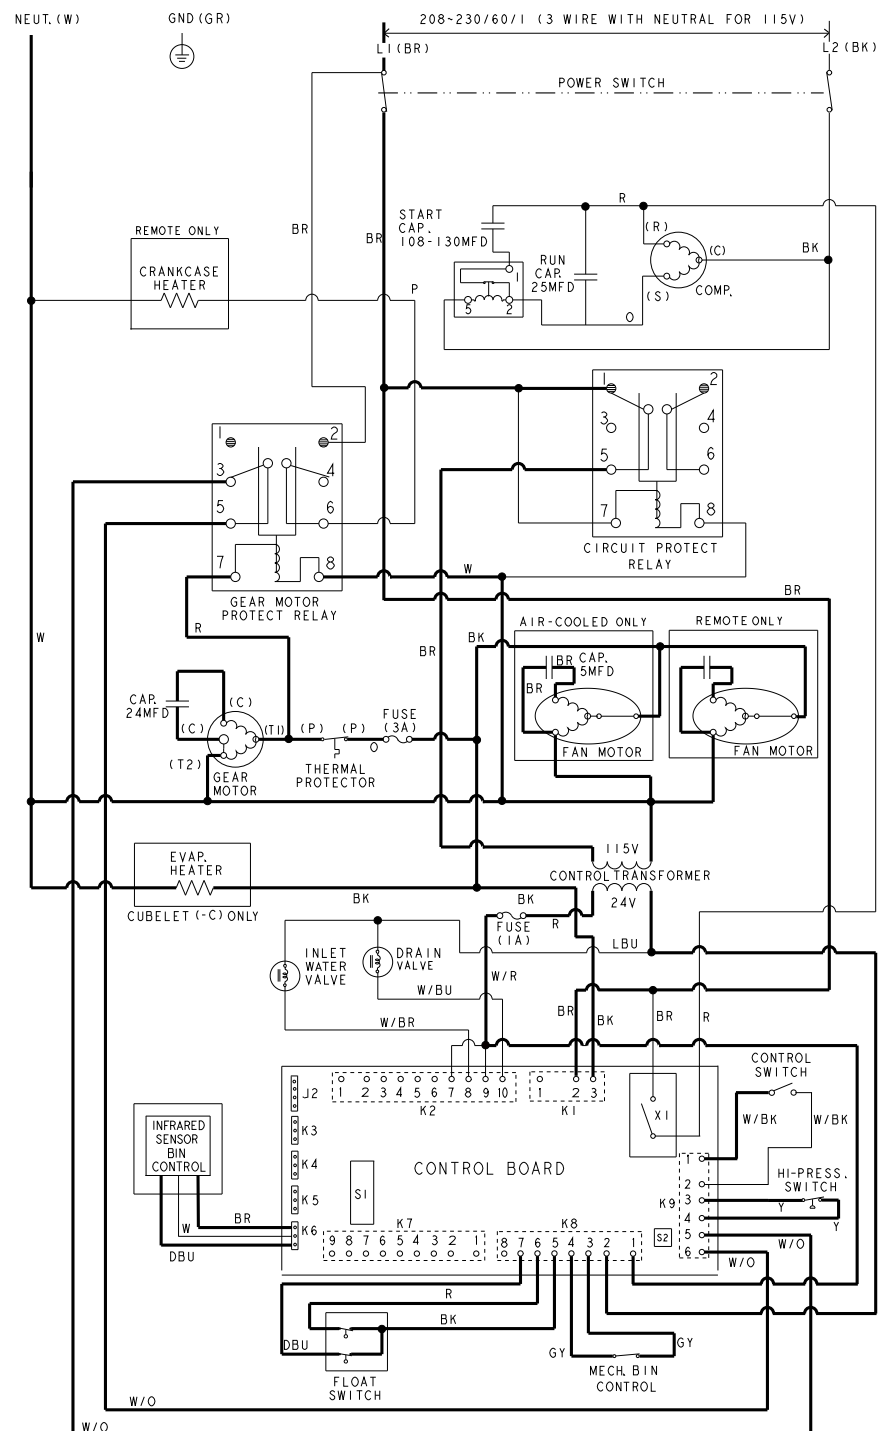 NEUT.(W)
GND(GR)
208~230/60/1 (3 WIRE WITH NEUTRAL FOR 115V)
L1(BR)
L2(BK)
POWER SWITCH
START
CAP.
108-130MFD
R
(R)
(C)
BK
BR
BR
REMOTE ONLY
CRANKCASE
HEATER
P
RUN
CAP.
25MFD
1
5
2
(S)
COMP.
O
1
2
3
4
5
6
7
8
CIRCUIT PROTECT
RELAY
1
2
3
4
5
6
7
8
GEAR MOTOR
PROTECT RELAY
W
BR
R
W
BR
BK
AIR-COOLED ONLY
REMOTE ONLY
BR
CAP.
5MFD
BR
FAN MOTOR
FAN MOTOR
CAP.
24MFD
(C)
(C)
(T1)
(T2)
GEAR
MOTOR
(P)
(P)
THERMAL
PROTECTOR
O
FUSE
(3A)
115V
CONTROL TRANSFORMER
24V
EVAP.
HEATER
CUBELET (-C) ONLY
BK
BK
FUSE
(1A)
R
LBU
INLET
WATER
VALVE
DRAIN
VALVE
W/BU
W/BR
W/R
BR
BK
BR
R
CONTROL
SWITCH
W/BK
W/BK
J2
K3
K4
K5
K6
1 2 3 4 5 6 7 8 9 10
K2
1 2 3
K1
X1
CONTROL BOARD
S1
INFRARED
SENSOR
BIN
CONTROL
BR
W
DBU
K7
9 8 7 6 5 4 3 2 1
K8
8 7 6 5 4 3 2 1
S2
K9
1
2
3
4
5
6
HI-PRESS.
SWITCH
Y
Y
W/O
W/O
R
BK
DBU
FLOAT
SWITCH
GY
GY
MECH. BIN
CONTROL
W/O
W/O